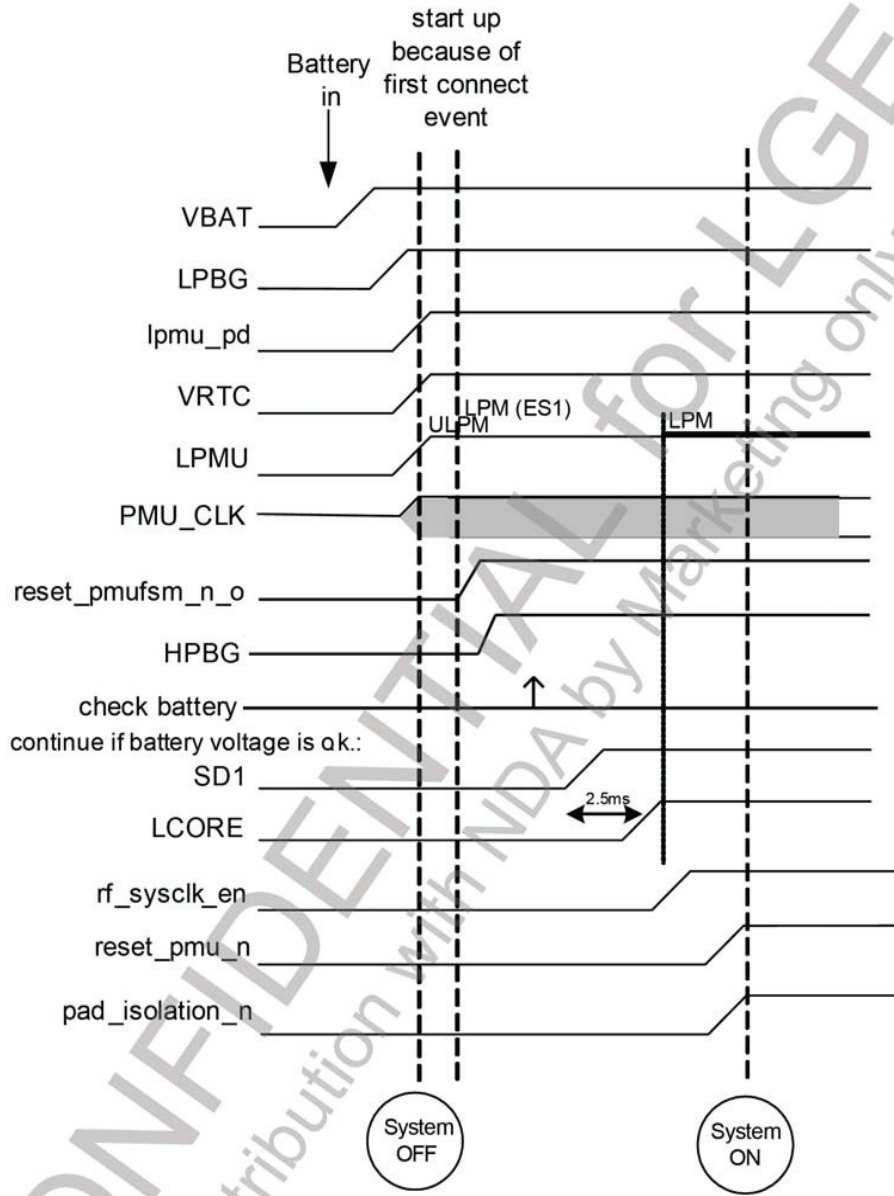 start up
because of
first connect
event
Battery
in
VBAT
LPBG
lpmu_pd
VRTC
LPM (ES1)
ULPM
LPM
LPMU
PMU_CLK
reset_pmufsm_n_o
HPBG
check battery
continue if battery voltage is o.k.:
SD1
2.5ms
LCORE
rf_sysclk_en
reset_pmu_n
pad_isolation_n
System
OFF
System
ON
CONFIDENTIAL for LGE
tribution with NDA by Marketing only